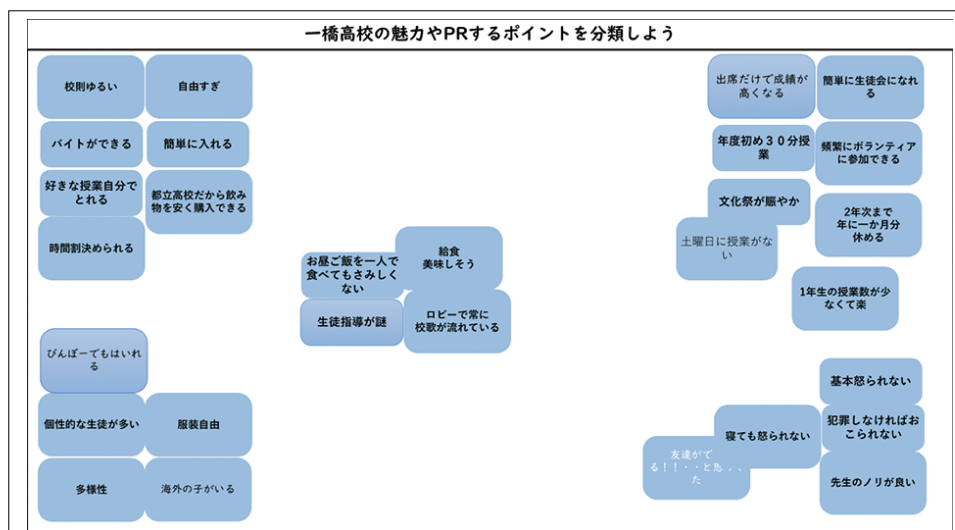 一橋高校の魅力やPRするポイントを分類しよう
校則ゆるい
自由すぎ
バイトができる
簡単に入れる
好きな授業自分で
とれる
都立高校だから飲み
物を安く購入できる
時間割決められる
お昼ご飯を一人で
食べてもさみしく
ない
給食
美味しそう
生徒指導が謎
ロビーで常に
校歌が流れている
出席だけで成績が
高くなる
簡単に生徒会になれ
る
年度初め３０分授
業
頻繁にボランティア
に参加できる
文化祭が賑やか
土曜日に授業がな
い
2年次まで
年に一か月分
休める
1年生の授業数が少
なくて楽
びんぼーでもはいれ
る
個性的な生徒が多い
服装自由
多様性
海外の子がいる
基本怒られない
寝ても怒られない
犯罪しなければお
こられない
友達がで
る！！・・と思
た
先生のノリが良い